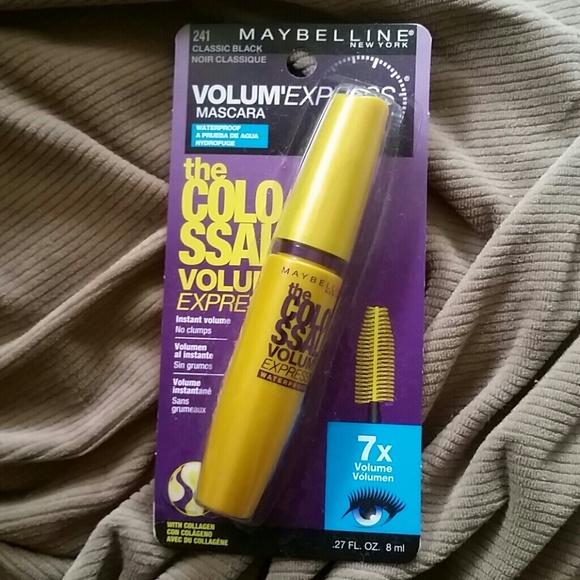 241
MAYBELLINE®
NEW YORK
CLASSIC BLACK
NOIR CLASSIQUE
VOLUM'EXPRESS
MASCARA
WATERPROOF
A PRUEBA DE AGUA
HYDROFUGE
the
COLO
SSAL
VOLUM'
EXPRESS
Instant volume
No clumps
Volumen
al instante
Sin grumos
Volume
instantané
Sans
grumeaux
WITH COLLAGEN
CON COLÁGENO
AVEC DU COLLAGÈNE
MAYBELLINE
the
COLO
SSAL
VOLUM'
EXPRESS
WATERPROOF
7x
Volume
Volumen
.27 FL. OZ. 8 ml